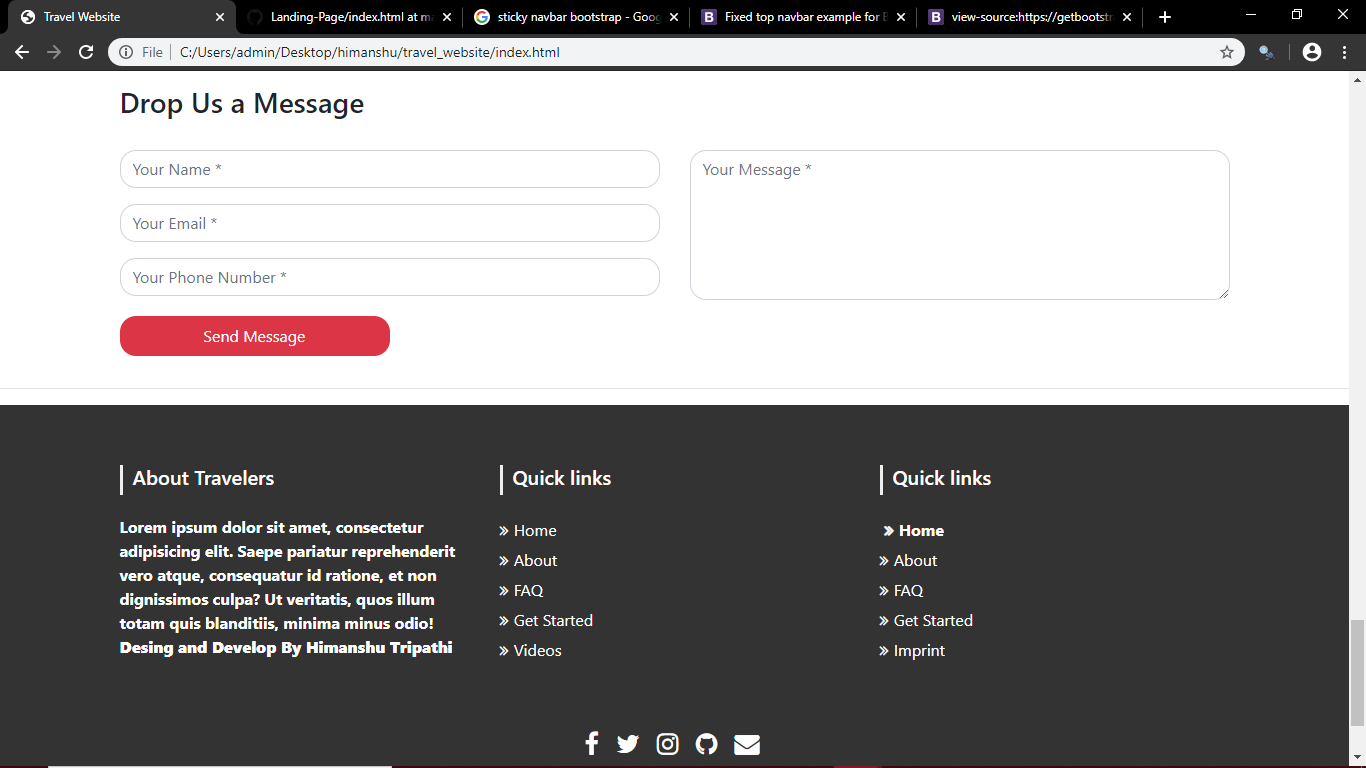 Travel Website
Landing-Page/index.html at ma
sticky navbar bootstrap - Goog
Fixed top navbar example for B
view-source:https://getbootstr
File
C:/Users/admin/Desktop/himanshu/travel_website/index.html
Drop Us a Message
Your Name *
Your Email *
Your Phone Number *
Your Message *
Send Message
About Travelers
Lorem ipsum dolor sit amet, consectetur
adipisicing elit. Saepe pariatur reprehenderit
vero atque, consequatur id ratione, et non
dignissimos culpa? Ut veritatis, quos illum
totam quis blanditiis, minima minus odio!
Desing and Develop By Himanshu Tripathi
Quick links
» Home
» About
» FAQ
» Get Started
» Videos
Quick links
» Home
» About
» FAQ
» Get Started
» Imprint